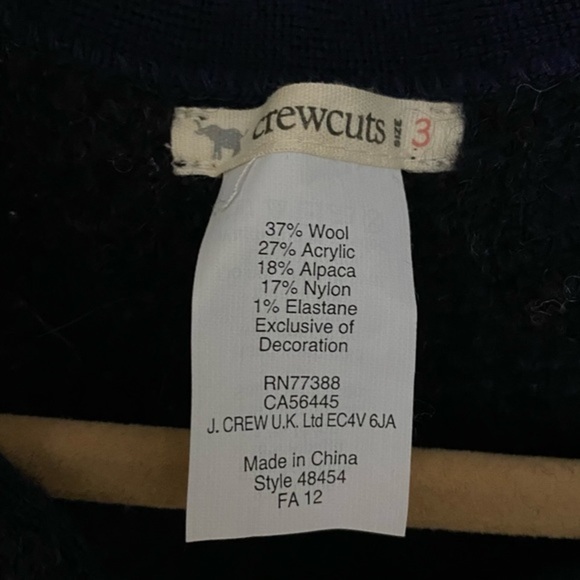 crewcuts SIZE 3
37% Wool
27% Acrylic
18% Alpaca
17% Nylon
1% Elastane
Exclusive of
Decoration
RN77388
CA56445
J. CREW U.K. Ltd EC4V 6JA
Made in China
Style 48454
FA 12